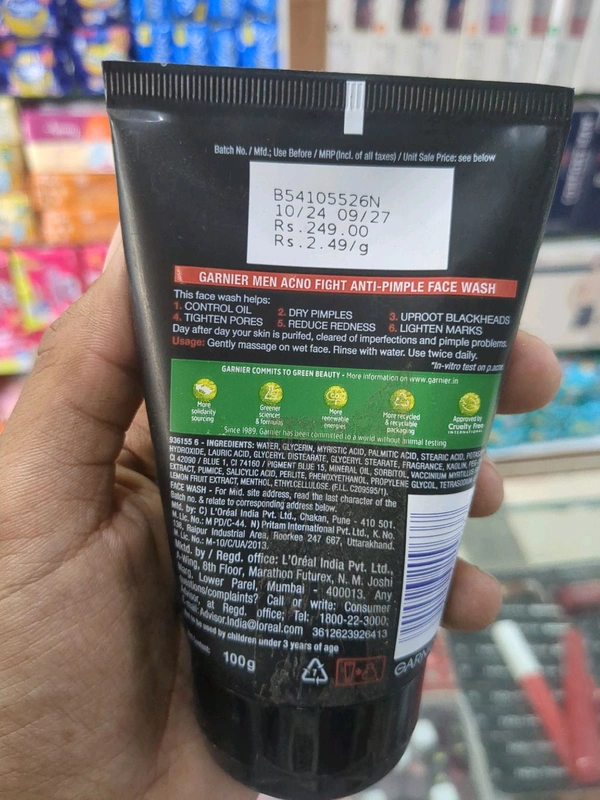 Batch No. / Mfd.; Use Before / MRP(Incl. of all taxes) / Unit Sale Price: see below
B54105526N
10/24 09/27
Rs.249.00
Rs.2.49/g
GARNIER MEN ACNO FIGHT ANTI-PIMPLE FACE WASH
This face wash helps:
1. CONTROL OIL 2. DRY PIMPLES 3. UPROOT BLACKHEADS
4. TIGHTEN PORES 5. REDUCE REDNESS 6. LIGHTEN MARKS
Day after day your skin is purifed, cleared of imperfections and pimple problems.
Usage: Gently massage on wet face. Rinse with water. Use twice daily.
*In-vitro test on p.acne
GARNIER COMMITS TO GREEN BEAUTY - More information on www.garnier.in
More solidarity sourcing
Greener sciences & formulas
More renewable energies
More recycled & recyclable packaging
Approved by Cruelty free INTERNATIONAL
Since 1989, Garnier has been committed to a world without animal testing
936155 6 - INGREDIENTS: WATER, GLYCERIN, MYRISTIC ACID, PALMITIC ACID, STEARIC ACID,
HYDROXIDE, LAURIC ACID, GLYCERYL DISTEARATE, GLYCERYL STEARATE, FRAGRANCE, KAOLIN,
CI 42090 / BLUE 1, CI 74160 / PIGMENT BLUE 15, MINERAL OIL, SORBITOL, VACCINIUM MYRTILLUS
EXTRACT, PUMICE, SALICYLIC ACID, PERLITE, PHENOXYETHANOL, PROPYLENE GLYCOL, TETRASODIUM
LEMON FRUIT EXTRACT, MENTHOL, ETHYLCELLULOSE. (F.I.L. C209595/1).
FACE WASH - For Mfd. site address, read the last character of the
Batch no. & relate to corresponding address below.
Mfd. by: C) L'Oréal India Pvt. Ltd., Chakan, Pune - 410 501.
M. Lic. No.: M PD/C-44. N) Pritam International Pvt. Ltd., K. No.
136, Raipur Industrial Area, Roorkee 247 667, Uttarakhand.
M. Lic. No.: M-10/C/UA/2013.
Mktd. by / Regd. office: L'Oréal India Pvt. Ltd.,
A-Wing, 8th Floor, Marathon Futurex, N. M. Joshi
Marg, Lower Parel, Mumbai - 400013. Any
questions/complaints? Call or write: Consumer
Advisor, at Regd. office; Tel: 1800-22-3000;
E-mail:Advisor.India@loreal.com 3612623926413
to be used by children under 3 years of age
100g
GARN